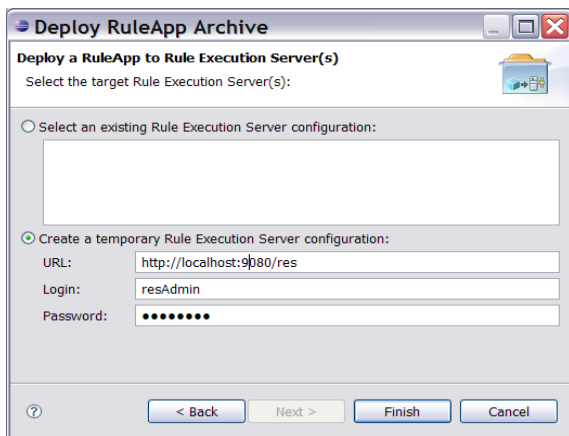 Deploy RuleApp Archive
Deploy a RuleApp to Rule Execution Server(s)
Select the target Rule Execution Server(s):
Select an existing Rule Execution Server configuration:
Create a temporary Rule Execution Server configuration:
URL: http://localhost:9080/res
Login: resAdmin
Password: ●●●●●●●●
? < Back Next > Finish Cancel